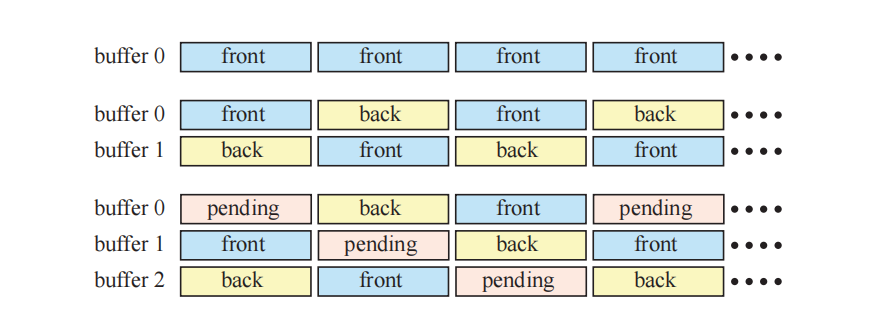 buffer 0 front front front front ••••
buffer 0 front back front back ••••
buffer 1 back front back front ••••
buffer 0 pending back front pending ••••
buffer 1 front pending back front ••••
buffer 2 back front pending back ••••